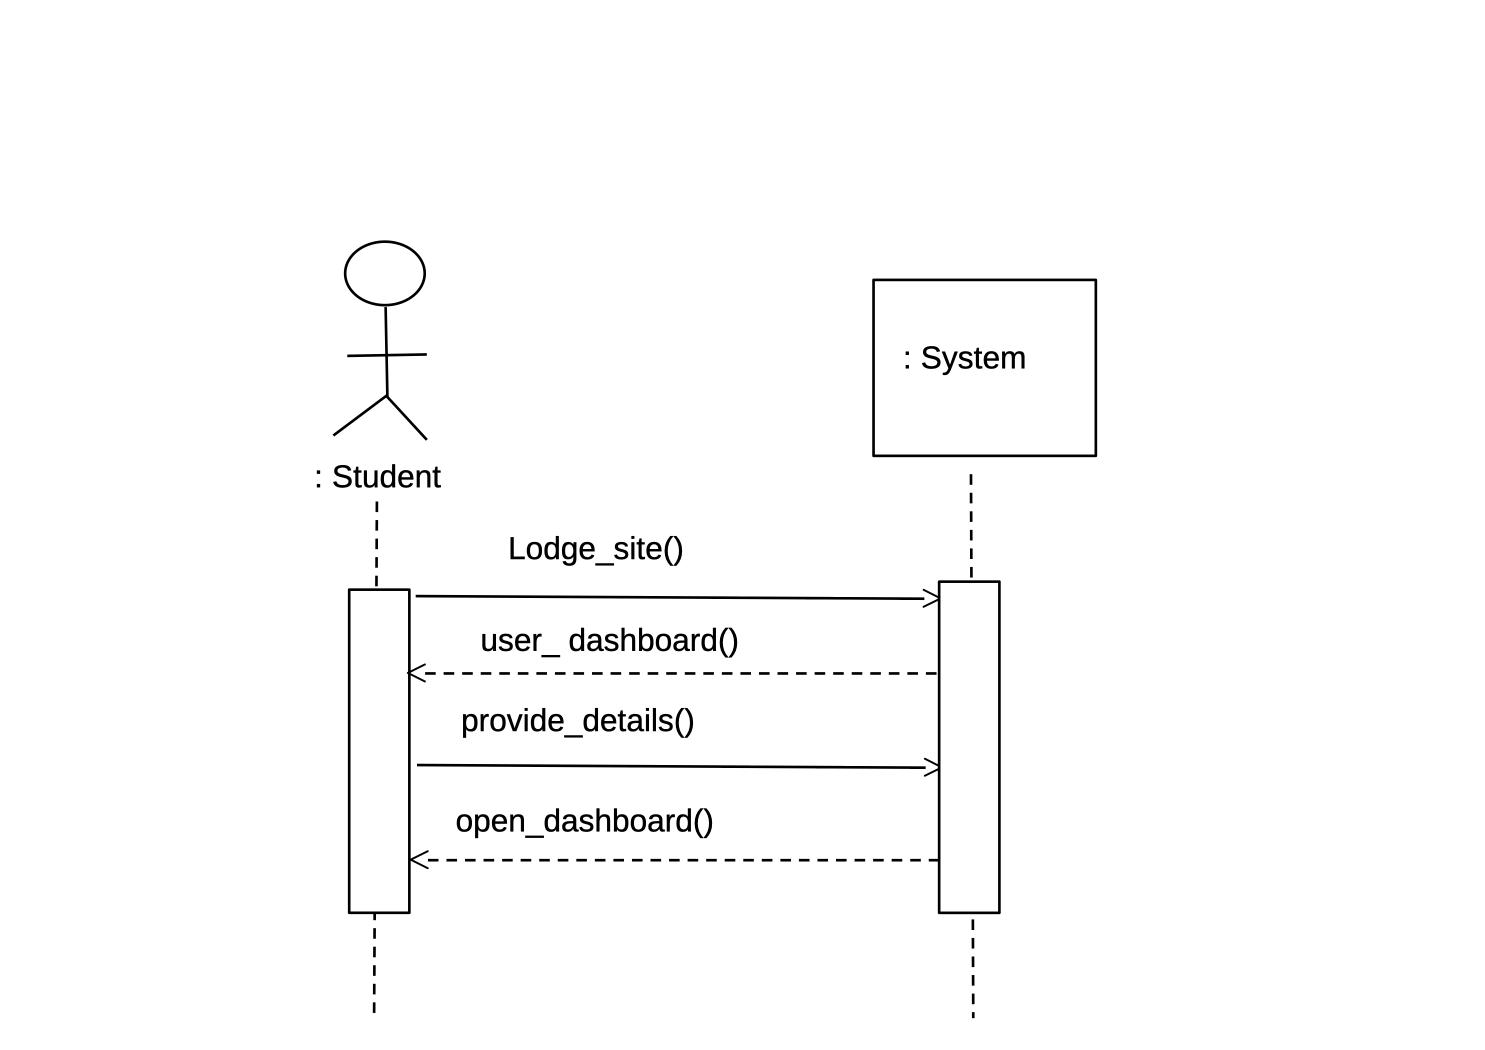 : System
: Student
Lodge_site()
user_ dashboard()
provide_details()
open_dashboard()